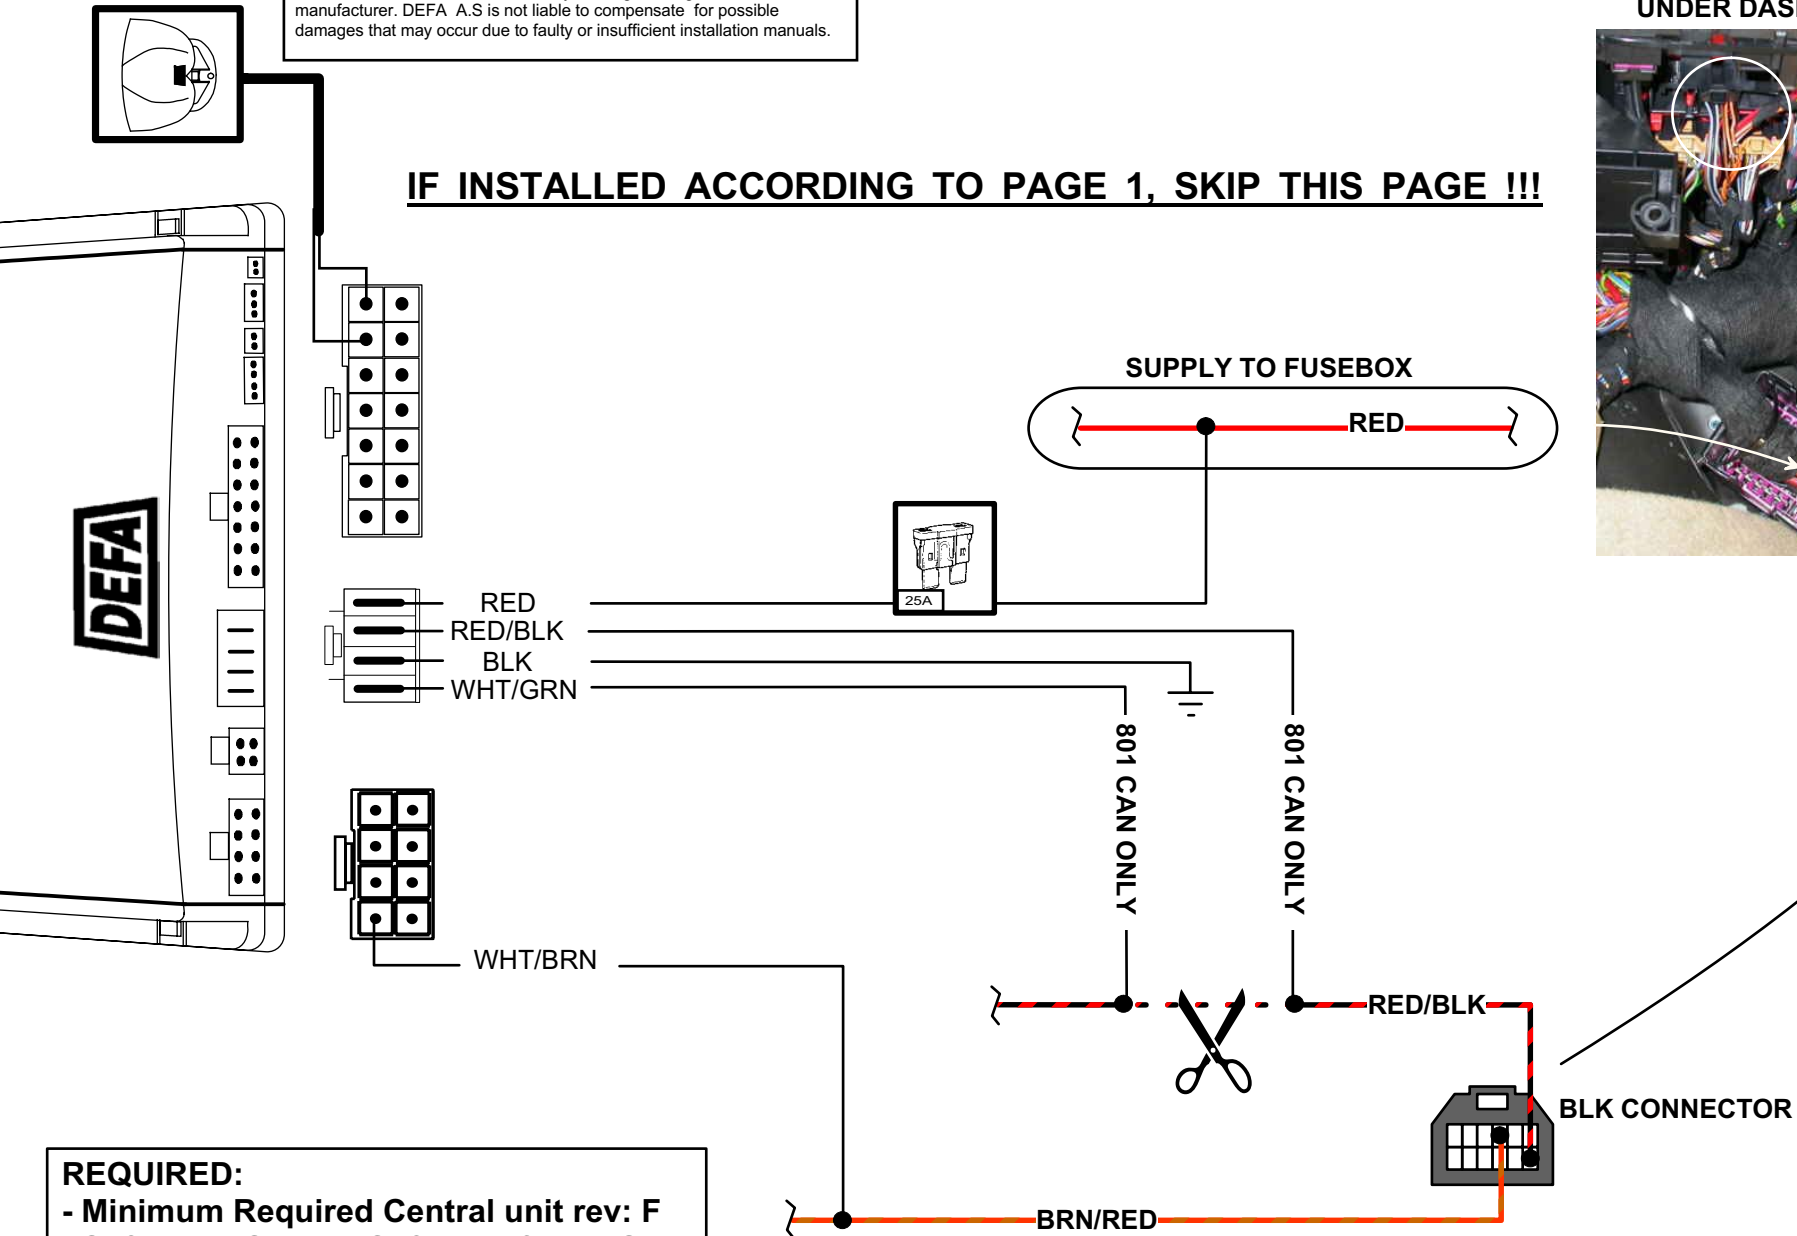 manufacturer. DEFA A.S is not liable to compensate for possible
damages that may occur due to faulty or insufficient installation manuals.
UNDER DAS
IF INSTALLED ACCORDING TO PAGE 1, SKIP THIS PAGE !!!
SUPPLY TO FUSEBOX
RED
DEFA
25A
RED
RED/BLK
BLK
WHT/GRN
801 CAN ONLY
801 CAN ONLY
WHT/BRN
RED/BLK
BLK CONNECTOR
REQUIRED:
- Minimum Required Central unit rev: F
BRN/RED